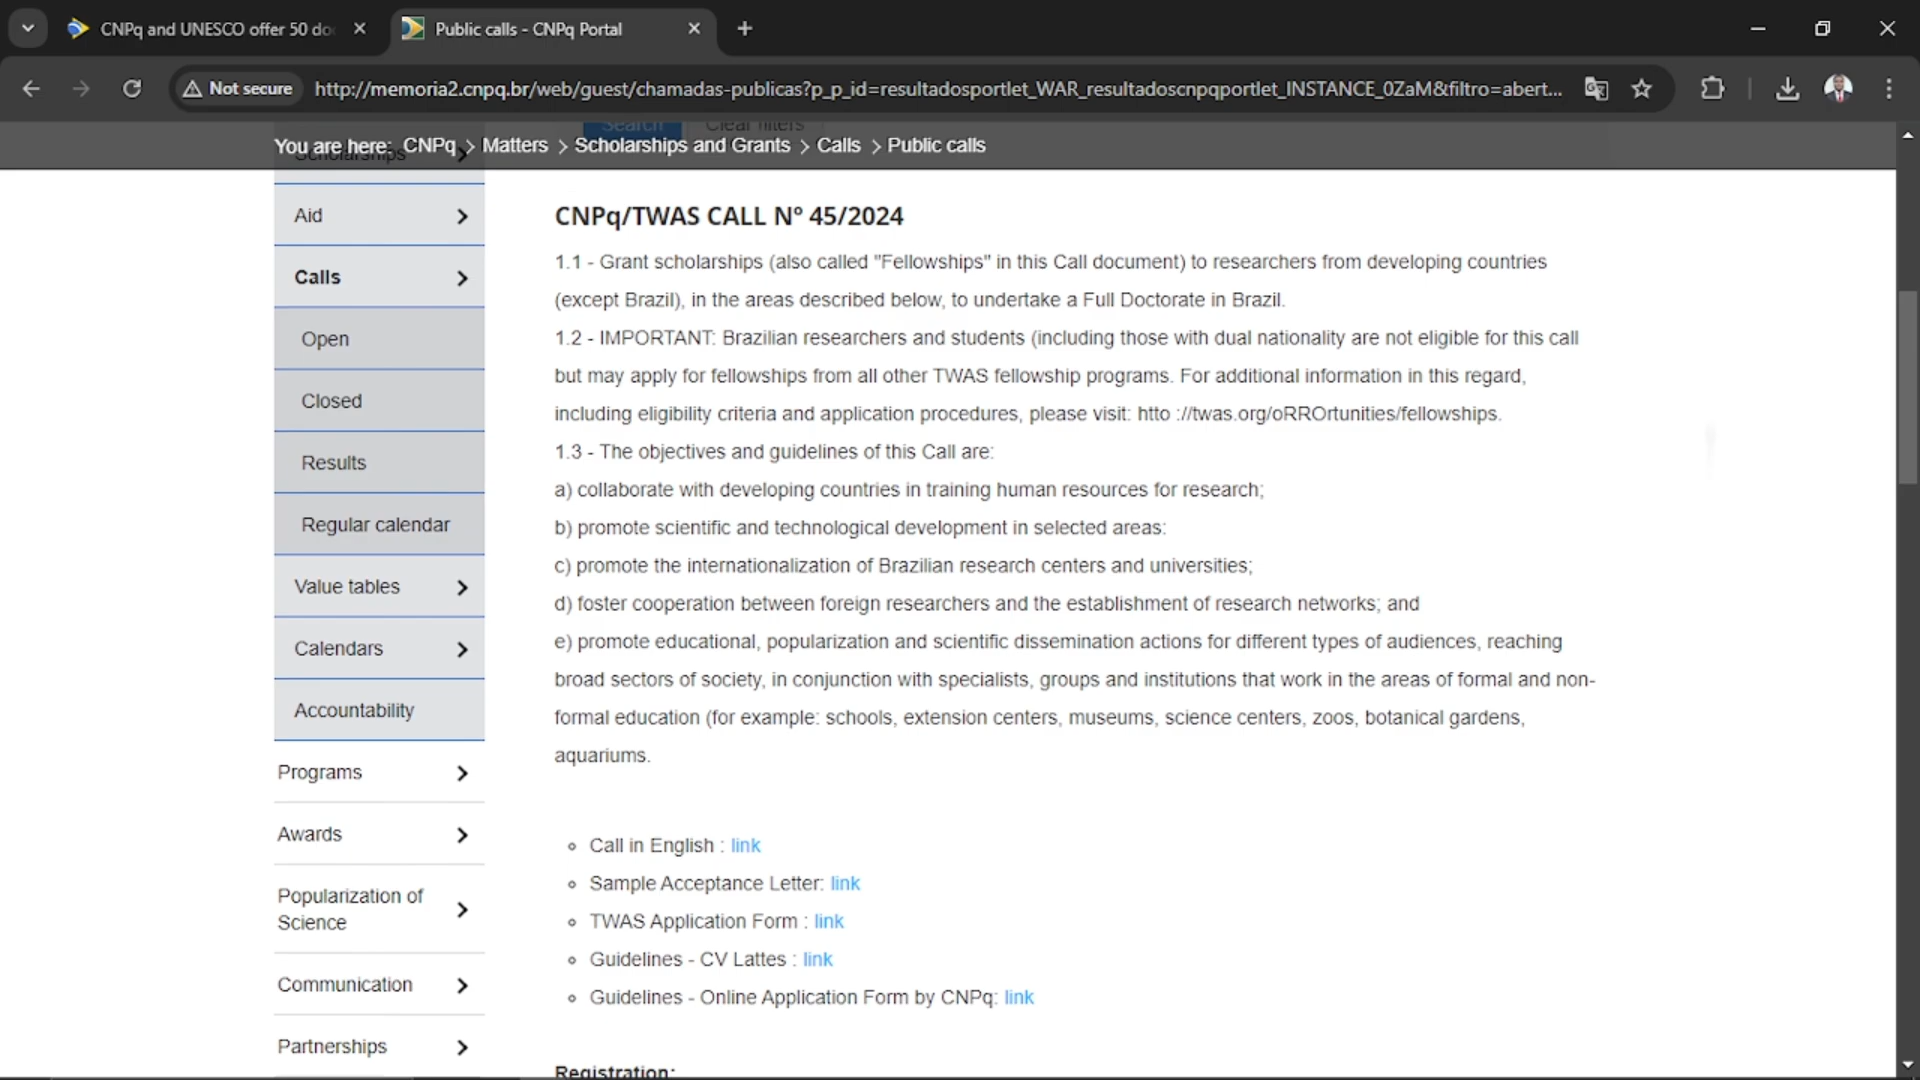 CNPq and UNESCO offer 50 do
Public calls - CNPq Portal
Not secure
http://memoria2.cnpq.br/web/guest/chamadas-publicas?p_p_id=resultadosportlet_WAR_resultadoscnpqportlet_INSTANCE_0ZaM&filtro=abert...
Search Clear filters
You are here: CNPq > Matters > Scholarships and Grants > Calls > Public calls
Scholarships
Aid
Calls
Open
Closed
Results
Regular calendar
Value tables
Calendars
Accountability
Programs
Awards
Popularization of
Science
Communication
Partnerships
CNPq/TWAS CALL Nº 45/2024
1.1 - Grant scholarships (also called "Fellowships" in this Call document) to researchers from developing countries
(except Brazil), in the areas described below, to undertake a Full Doctorate in Brazil.
1.2 - IMPORTANT: Brazilian researchers and students (including those with dual nationality are not eligible for this call
but may apply for fellowships from all other TWAS fellowship programs. For additional information in this regard,
including eligibility criteria and application procedures, please visit: htto ://twas.org/oRROrtunities/fellowships.
1.3 - The objectives and guidelines of this Call are:
a) collaborate with developing countries in training human resources for research;
b) promote scientific and technological development in selected areas:
c) promote the internationalization of Brazilian research centers and universities;
d) foster cooperation between foreign researchers and the establishment of research networks; and
e) promote educational, popularization and scientific dissemination actions for different types of audiences, reaching
broad sectors of society, in conjunction with specialists, groups and institutions that work in the areas of formal and non-
formal education (for example: schools, extension centers, museums, science centers, zoos, botanical gardens,
aquariums.
Call in English : link
Sample Acceptance Letter: link
TWAS Application Form : link
Guidelines - CV Lattes : link
Guidelines - Online Application Form by CNPq: link
Registration: